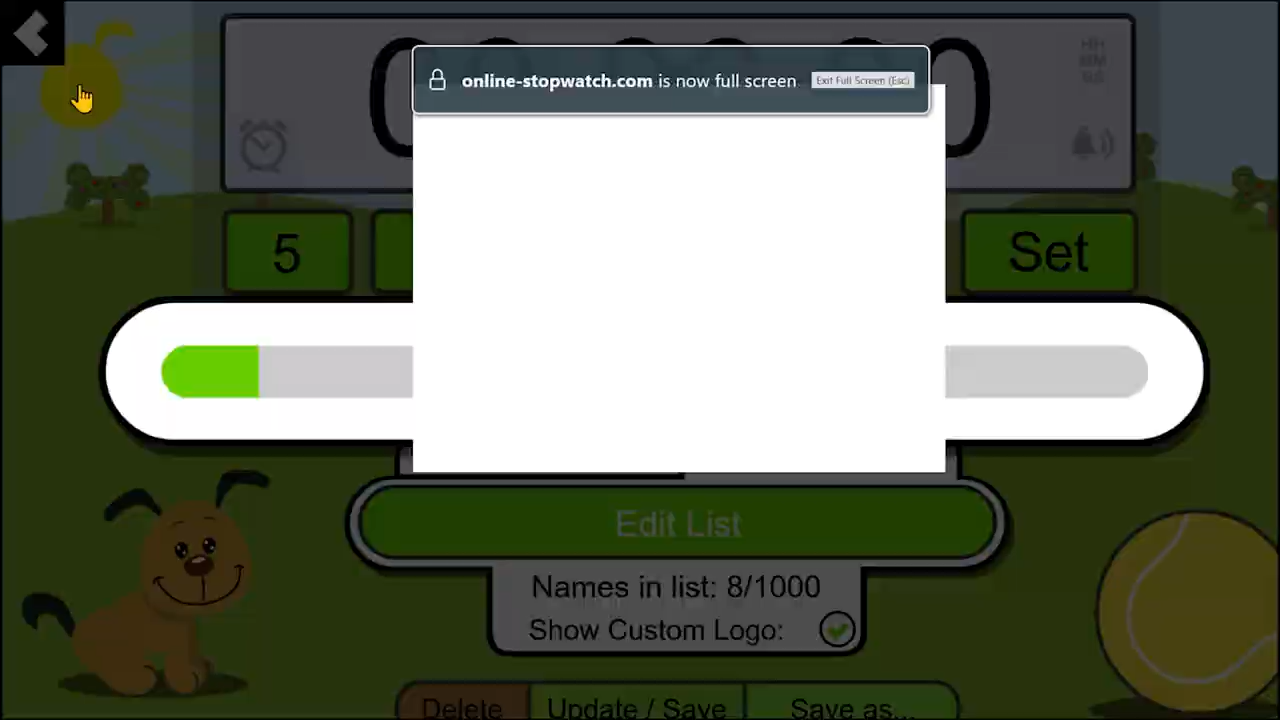 online-stopwatch.com is now full screen Exit Full Screen (Esc)
5
Set
Edit List
Names in list: 8/1000
Show Custom Logo:
Delete Update / Save Save as...